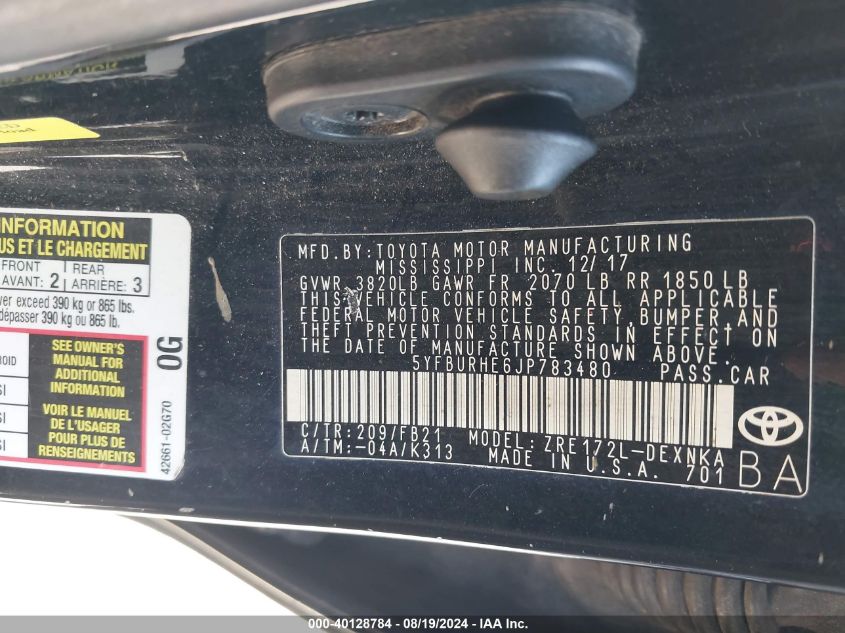 INFORMATION
US ET LE CHARGEMENT
FRONT
AVANT: 2
REAR
ARRIÈRE: 3
ver exceed 390 kg or 865 lbs.
dépasser 390 kg ou 865 lb.
SEE OWNER'S
MANUAL FOR
ADDITIONAL
INFORMATION
VOIR LE MANUEL
DE L'USAGER
POUR PLUS DE
RENSEIGNEMENTS
0G
42661-02G70
MFD.BY:TOYOTA MOTOR MANUFACTURING
MISSISSIPPI INC. 12/17
GVWR 3820LB GAWR FR 2070 LB RR 1850 LB
THIS VEHICLE CONFORMS TO ALL APPLICABLE
FEDERAL MOTOR VEHICLE SAFETY, BUMPER AND
THEFT PREVENTION STANDARDS IN EFFECT ON
THE DATE OF MANUFACTURE SHOWN ABOVE.
5YFBURHE6JP783480 PASS.CAR
C/TR:209/FB21 MODEL:ZRE172L-DEXNKA
A/TM:-04A/K313 MADE IN U.S.A. 701
BA
000-40128784 - 08/19/2024 - IAAI.com